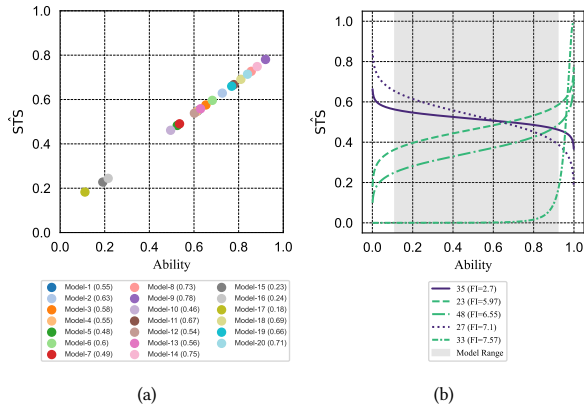 (a)
(b)
1.0
0.8
0.6
0.4
0.2
0.0
ST̂S
0.0 0.2 0.4 0.6 0.8 1.0
Ability
1.0
0.8
0.6
0.4
0.2
0.0
ST̂S
0.0 0.2 0.4 0.6 0.8 1.0
Ability
Model-1 (0.55) Model-8 (0.73) Model-15 (0.23)
Model-2 (0.63) Model-9 (0.78) Model-16 (0.24)
Model-3 (0.58) Model-10 (0.46) Model-17 (0.18)
Model-4 (0.55) Model-11 (0.67) Model-18 (0.69)
Model-5 (0.48) Model-12 (0.54) Model-19 (0.66)
Model-6 (0.6) Model-13 (0.56) Model-20 (0.71)
Model-7 (0.49) Model-14 (0.75)
35 (FI=2.7)
23 (FI=5.97)
48 (FI=6.55)
27 (FI=7.1)
33 (FI=7.57)
Model Range
(a)
(b)